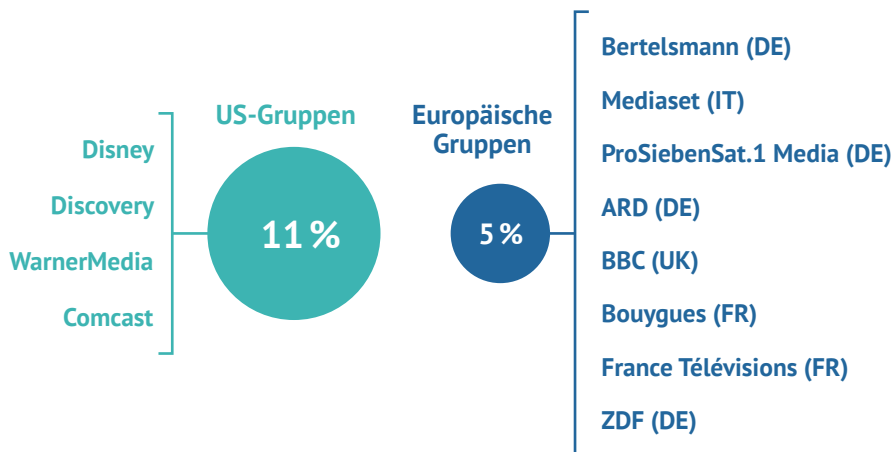 US-Gruppen
11 %
Disney
Discovery
WarnerMedia
Comcast
Europäische
Gruppen
5 %
Bertelsmann (DE)
Mediaset (IT)
ProSiebenSat.1 Media (DE)
ARD (DE)
BBC (UK)
Bouygues (FR)
France Télévisions (FR)
ZDF (DE)